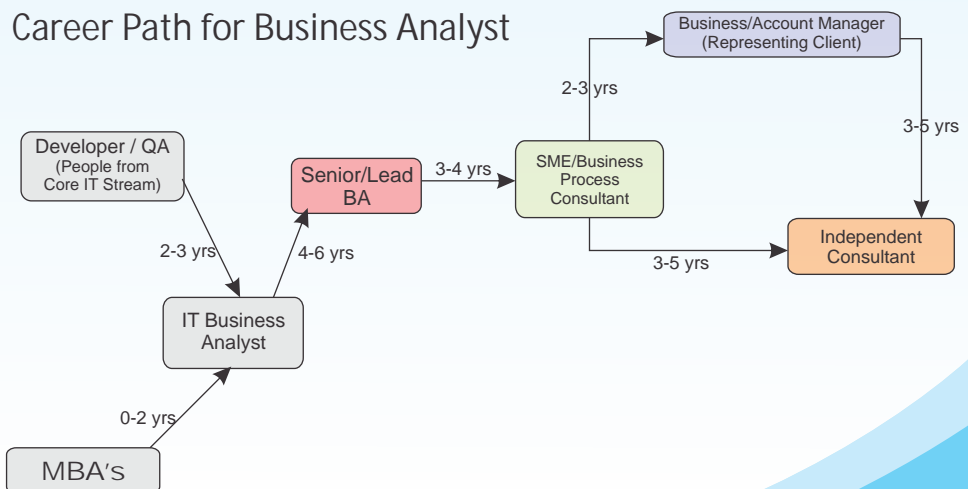 Career Path for Business Analyst
Business/Account Manager
(Representing Client)
2-3 yrs
3-5 yrs
Developer / QA
(People from
Core IT Stream)
Senior/Lead
BA
3-4 yrs
SME/Business
Process
Consultant
2-3 yrs
4-6 yrs
3-5 yrs
Independent
Consultant
IT Business
Analyst
0-2 yrs
MBA's